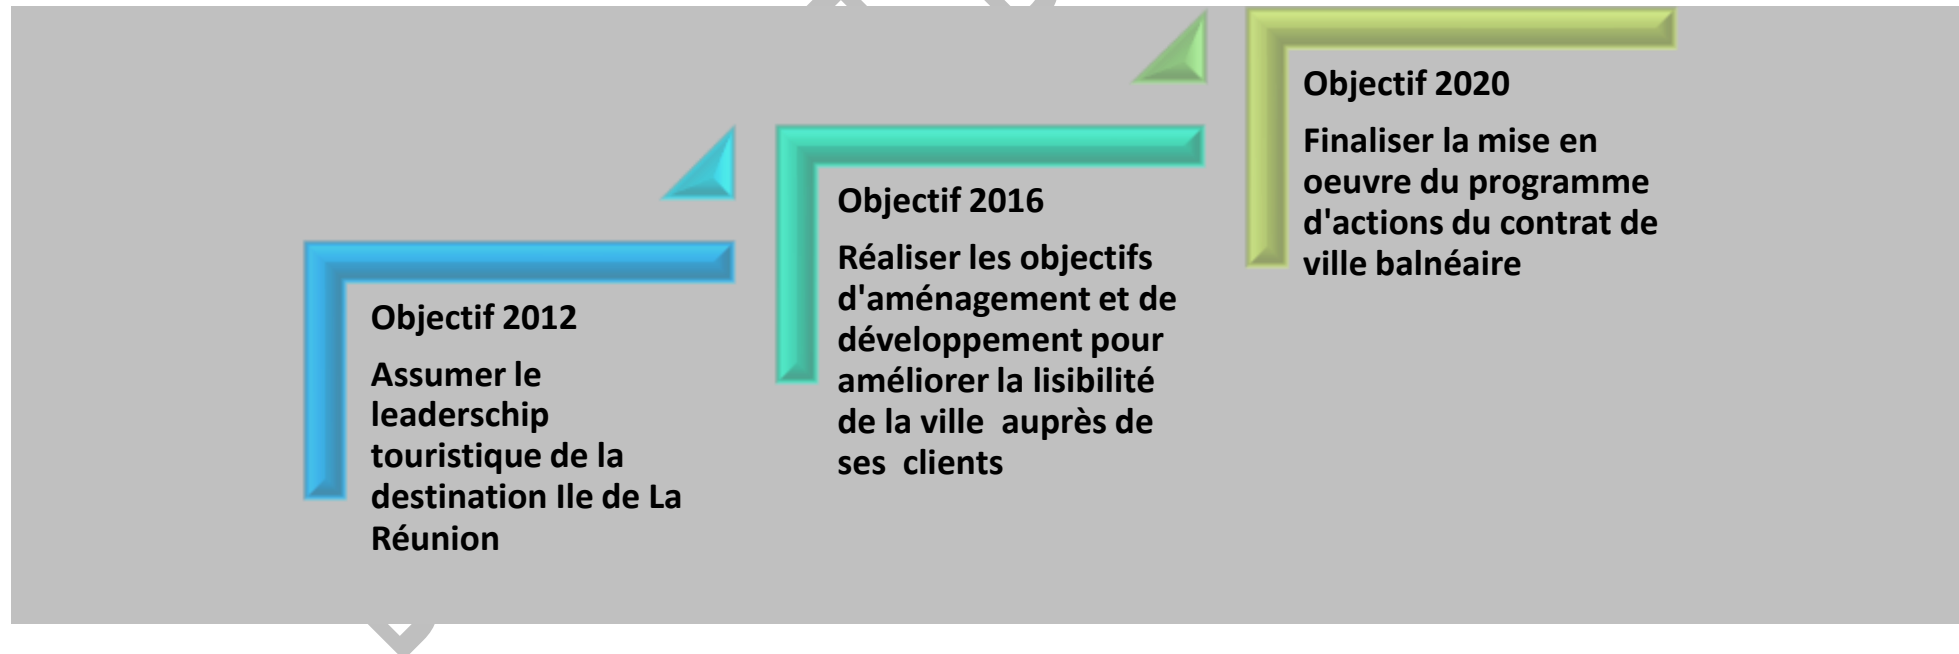 Objectif 2012
Assumer le
leaderschip
touristique de la
destination Ile de La
Réunion
Objectif 2016
Réaliser les objectifs
d'aménagement et de
développement pour
améliorer la lisibilité
de la ville  auprès de
ses  clients
Objectif 2020
Finaliser la mise en
oeuvre du programme
d'actions du contrat de
ville balnéaire